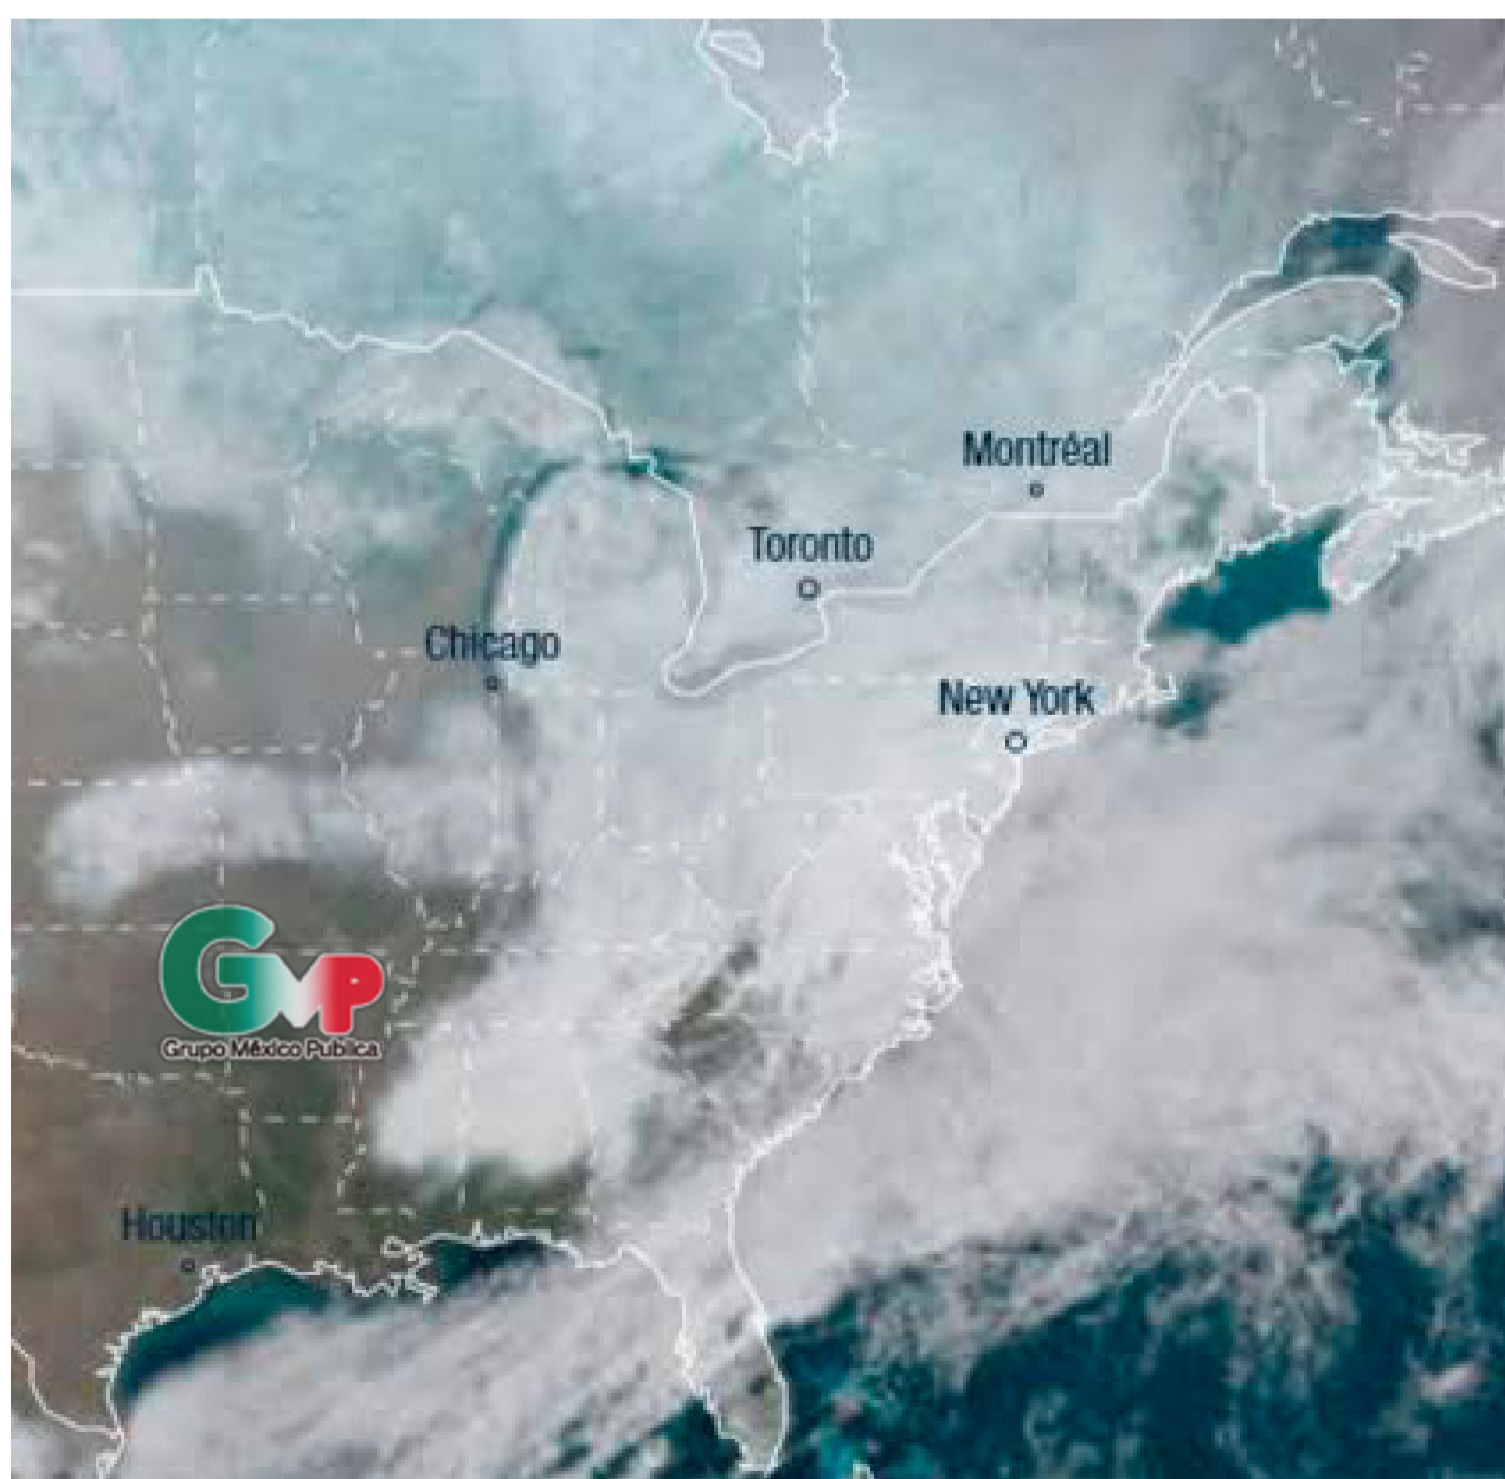 Montréal
Toronto
Chicago
New York
GMP
Grupo México Publica
Houston